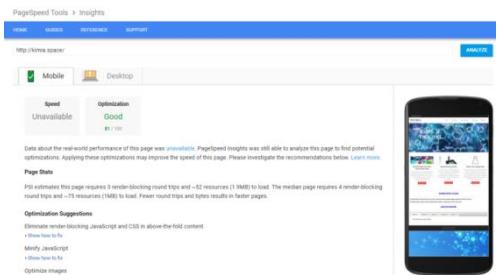 PageSpeed Tools > Insights
HOME GUIDES REFERENCE SUPPORT
http://kimia.space/
ANALYZE
Mobile Desktop
Speed Optimization
Unavailable Good
81 / 100
Data about the real-world performance of this page was unavailable. PageSpeed Insights was still able to analyze this page to find potential
optimizations. Applying these optimizations may improve the speed of this page. Please investigate the recommendations below. Learn more.
Page Stats
PSI estimates this page requires 3 render-blocking round trips and ~52 resources (1.9MB) to load. The median page requires 4 render-blocking
round trips and ~75 resources (1MB) to load. Fewer round trips and bytes results in faster pages.
Optimization Suggestions
Eliminate render-blocking JavaScript and CSS in above-the-fold content
› Show how to fix
Minify JavaScript
› Show how to fix
Optimize images